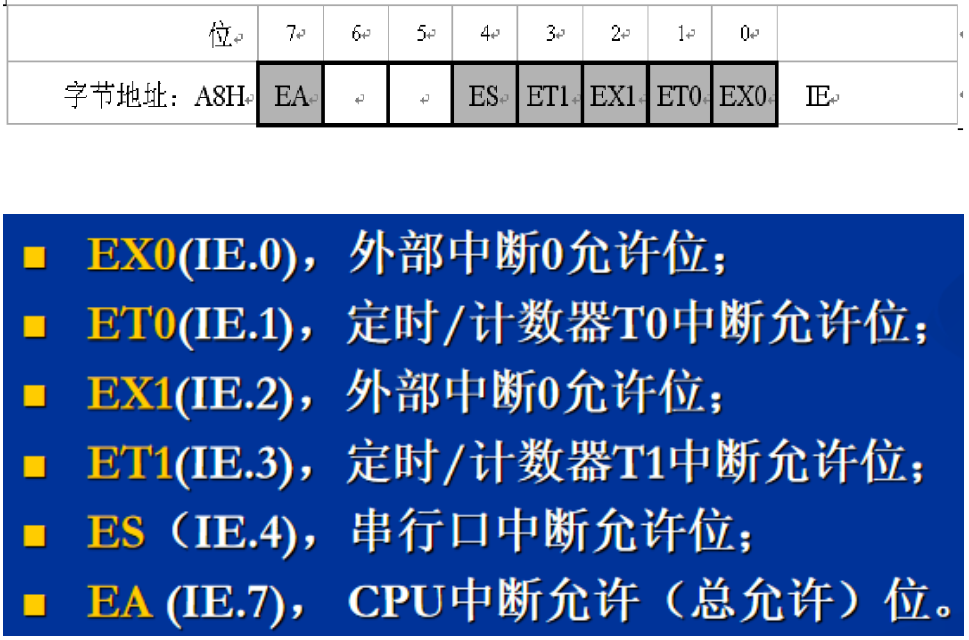 位 7 6 5 4 3 2 1 0
字节地址：A8H EA ES ET1 EX1 ET0 EX0 IE
■ EX0(IE.0)，外部中断0允许位；
■ ET0(IE.1)，定时/计数器T0中断允许位；
■ EX1(IE.2)，外部中断0允许位；
■ ET1(IE.3)，定时/计数器T1中断允许位；
■ ES（IE.4)，串行口中断允许位；
■ EA (IE.7)， CPU中断允许（总允许）位。